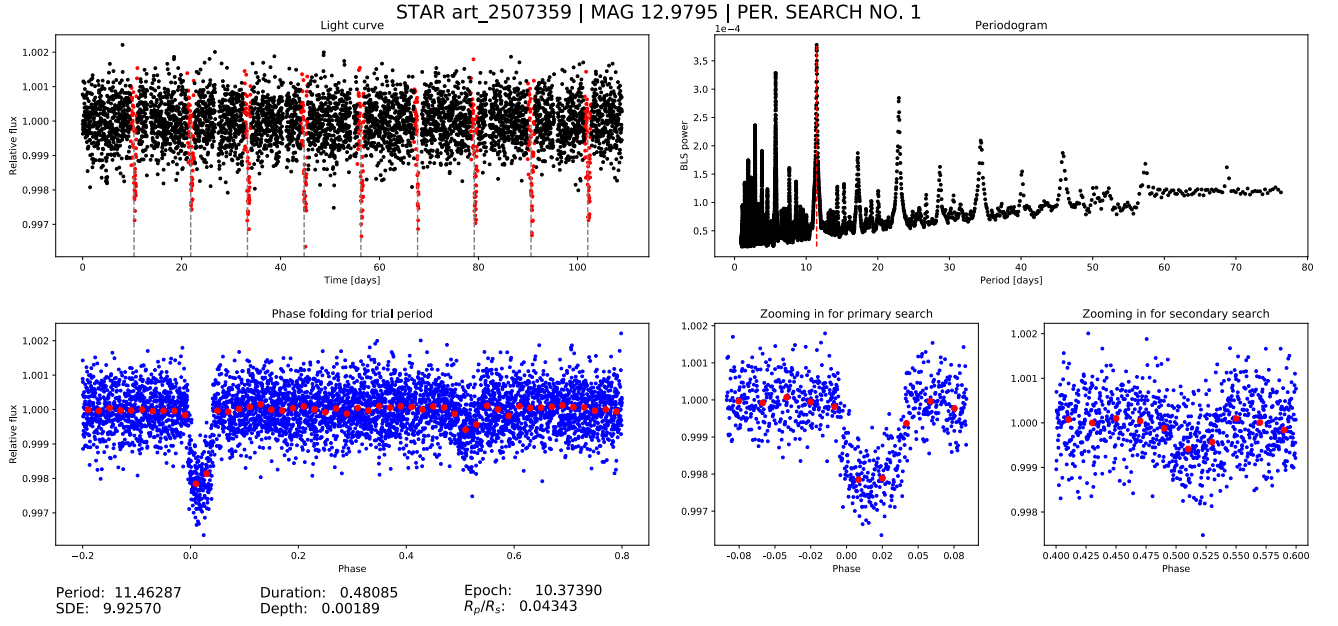 STAR art_2507359 | MAG 12.9795 | PER. SEARCH NO. 1
Light curve
1.002
1.001
1.000
0.999
0.998
0.997
Relative flux
0 20 40 60 80 100
Time [days]
Periodogram
1e−4
3.5
3.0
2.5
2.0
1.5
1.0
0.5
BLS power
0 10 20 30 40 50 60 70 80
Period [days]
Phase folding for trial period
1.002
1.001
1.000
0.999
0.998
0.997
Relative flux
−0.2 0.0 0.2 0.4 0.6 0.8
Phase
Zooming in for primary search
1.002
1.001
1.000
0.999
0.998
0.997
-0.08 -0.05 -0.02 0.00 0.02 0.05 0.08
Phase
Zooming in for secondary search
1.002
1.001
1.000
0.999
0.998
0.400 0.425 0.450 0.475 0.500 0.525 0.550 0.575 0.600
Phase
Period: 11.46287 Duration: 0.48085 Epoch: 10.37390
SDE: 9.92570 Depth: 0.00189 Rp/Rs: 0.04343